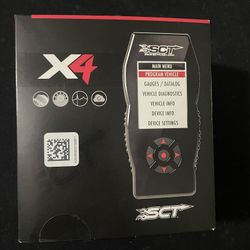 X4
SCT
MAIN MENU
PROGRAM VEHICLE
GAUGES / DATALOG
VEHICLE DIAGNOSTICS
VEHICLE INFO
DEVICE INFO
DEVICE SETTINGS
SCT